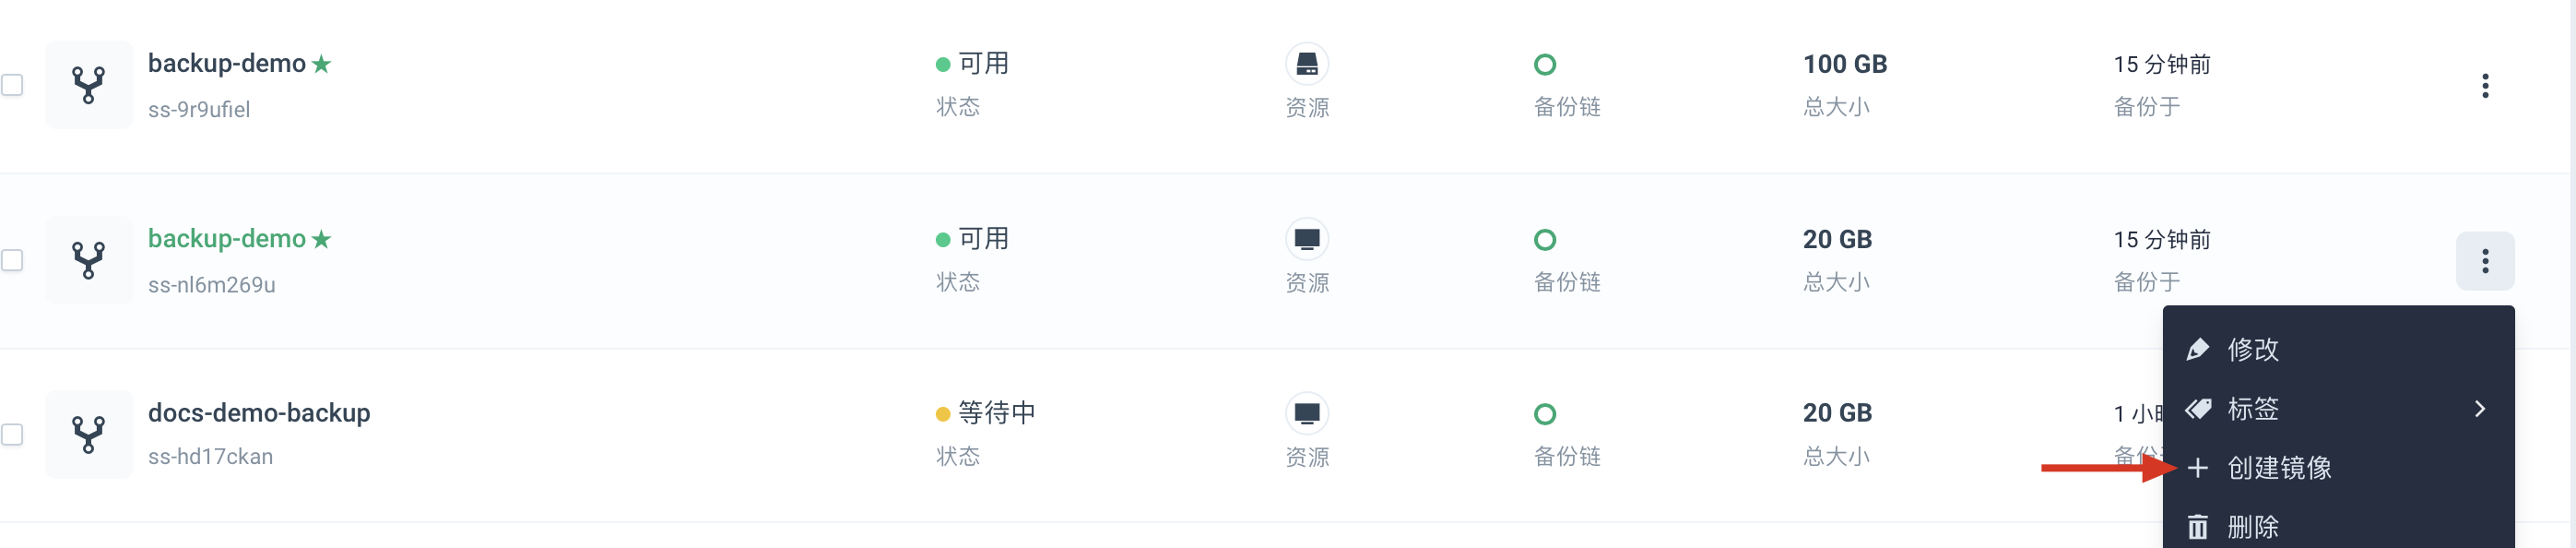 backup-demo
可用
100 GB
15 分钟前
ss-9r9ufiel
状态
资源
备份链
总大小
备份于
backup-demo
可用
20 GB
15 分钟前
ss-nl6m269u
状态
资源
备份链
总大小
备份于
修改
docs-demo-backup
等待中
20 GB
1 小
标签
ss-hd17ckan
状态
资源
备份链
总大小
备份
创建镜像
删除